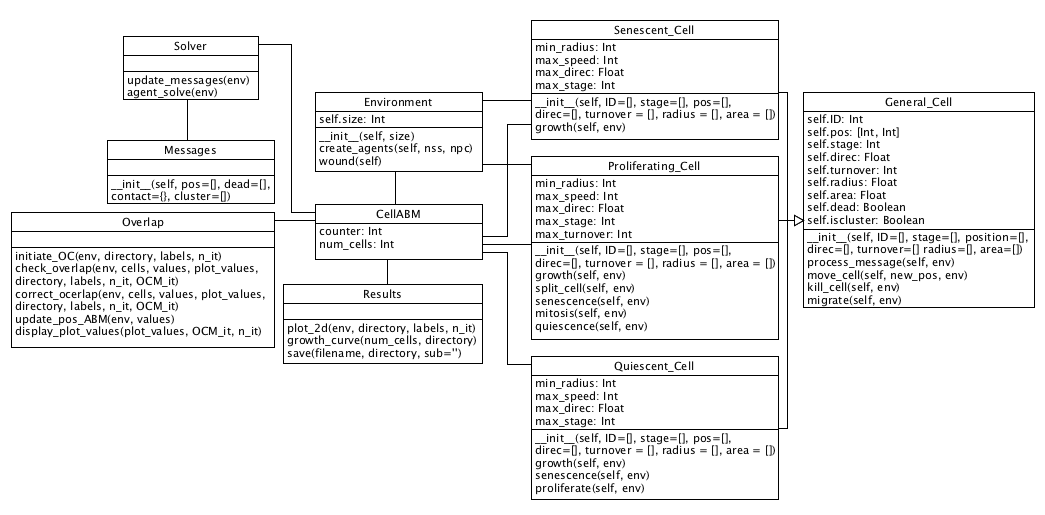 Solver
update_messages(env)
agent_solve(env)
Messages
__init__(self, pos=[], dead=[],
contact={}, cluster=[])
Overlap
initiate_OC(env, directory, labels, n_it)
check_overlap(env, cells, values, plot_values,
directory, labels, n_it, OCM_it)
correct_ocerlap(env, cells, values, plot_values,
directory, labels, n_it, OCM_it)
update_pos_ABM(env, values)
display_plot_values(plot_values, OCM_it, n_it)
Environment
self.size: Int
__init__(self, size)
create_agents(self, nss, npc)
wound(self)
CellABM
counter: Int
num_cells: Int
Results
plot_2d(env, directory, labels, n_it)
growth_curve(num_cells, directory)
save(filename, directory, sub='')
Senescent_Cell
min_radius: Int
max_speed: Int
max_direc: Float
max_stage: Int
__init__(self, ID=[], stage=[], pos=[],
direc=[], turnover = [], radius = [], area = [])
growth(self, env)
Proliferating_Cell
min_radius: Int
max_speed: Int
max_direc: Float
max_stage: Int
max_turnover: Int
__init__(self, ID=[], stage=[], pos=[],
direc=[], turnover = [], radius = [], area = [])
growth(self, env)
split_cell(self, env)
senescence(self, env)
mitosis(self, env)
quiescence(self, env)
Quiescent_Cell
min_radius: Int
max_speed: Int
max_direc: Float
max_stage: Int
__init__(self, ID=[], stage=[], pos=[],
direc=[], turnover = [], radius = [], area = [])
growth(self, env)
senescence(self, env)
proliferate(self, env)
General_Cell
self.ID: Int
self.pos: [Int, Int]
self.stage: Int
self.direc: Float
self.turnover: Int
self.radius: Float
self.area: Float
self.dead: Boolean
self.iscluster: Boolean
__init__(self, ID=[], stage=[], position=[],
direc=[], turnover=[] radius=[], area=[])
process_message(self, env)
move_cell(self, new_pos, env)
kill_cell(self, env)
migrate(self, env)